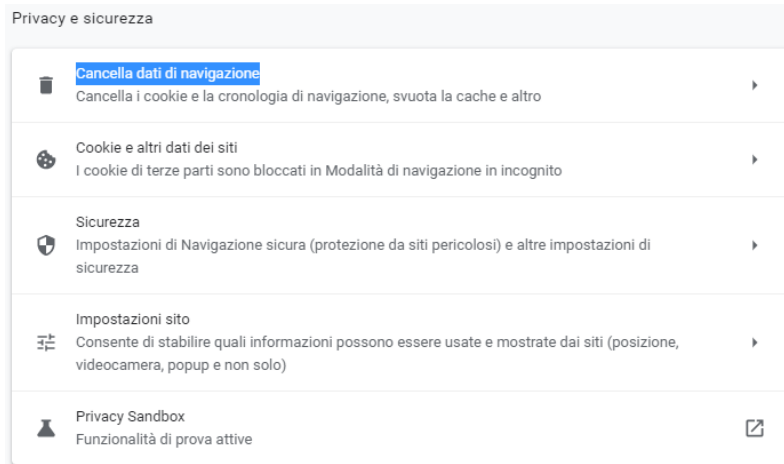 Privacy e sicurezza
Cancella dati di navigazione
Cancella i cookie e la cronologia di navigazione, svuota la cache e altro
Cookie e altri dati dei siti
I cookie di terze parti sono bloccati in Modalità di navigazione in incognito
Sicurezza
Impostazioni di Navigazione sicura (protezione da siti pericolosi) e altre impostazioni di
sicurezza
Impostazioni sito
Consente di stabilire quali informazioni possono essere usate e mostrate dai siti (posizione,
videocamera, popup e non solo)
Privacy Sandbox
Funzionalità di prova attive